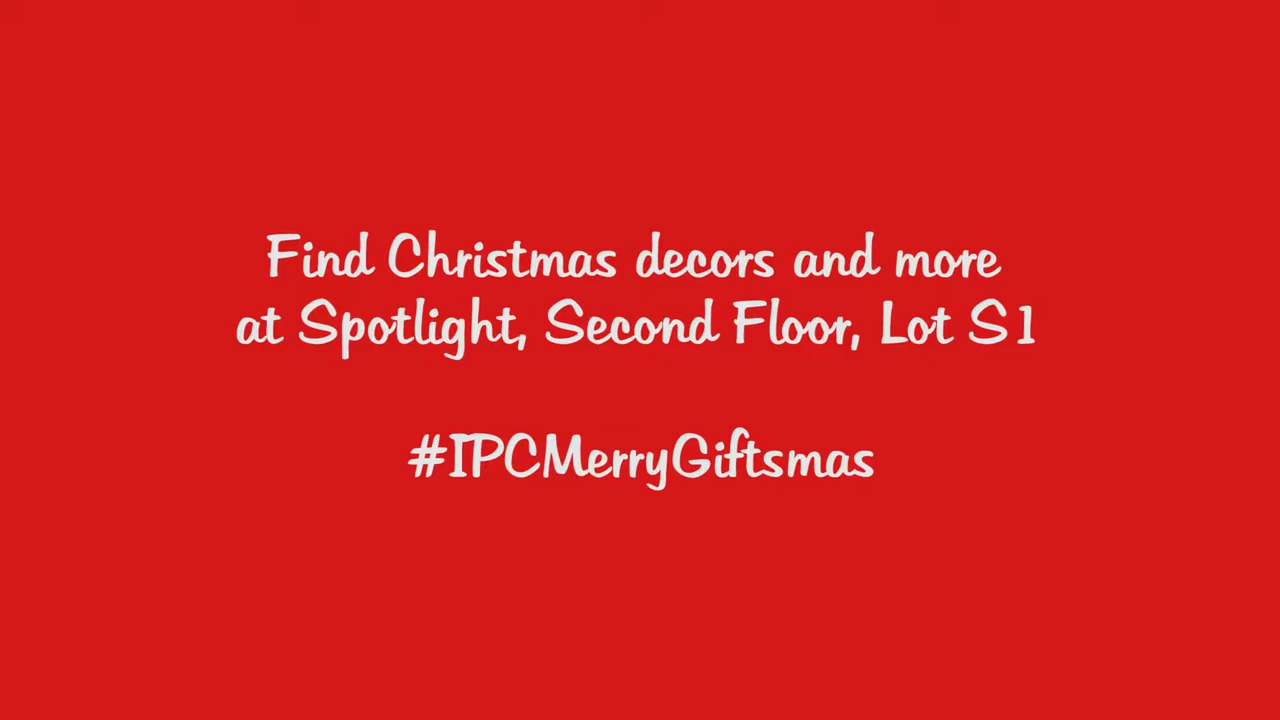 Find Christmas decors and more
at Spotlight, Second Floor, Lot S1
#IPCMerryGiftsmas